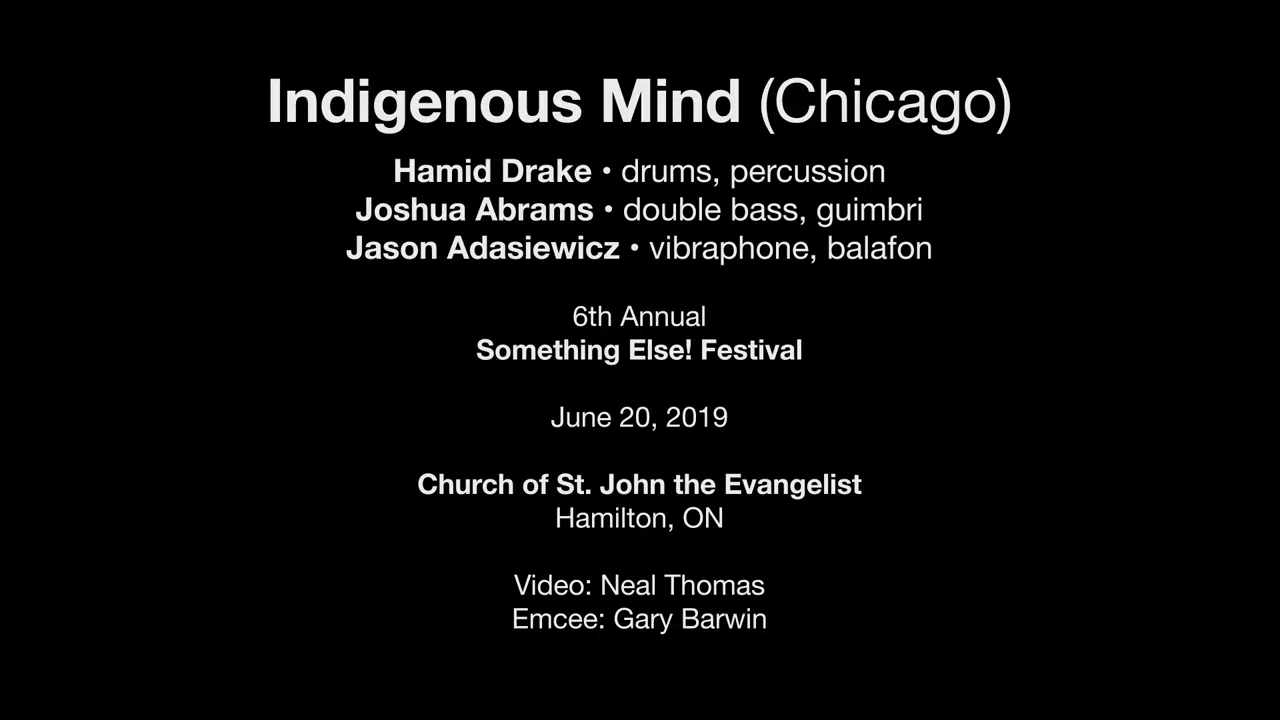 Indigenous Mind (Chicago)
Hamid Drake • drums, percussion
Joshua Abrams • double bass, guimbri
Jason Adasiewicz • vibraphone, balafon
6th Annual
Something Else! Festival
June 20, 2019
Church of St. John the Evangelist
Hamilton, ON
Video: Neal Thomas
Emcee: Gary Barwin